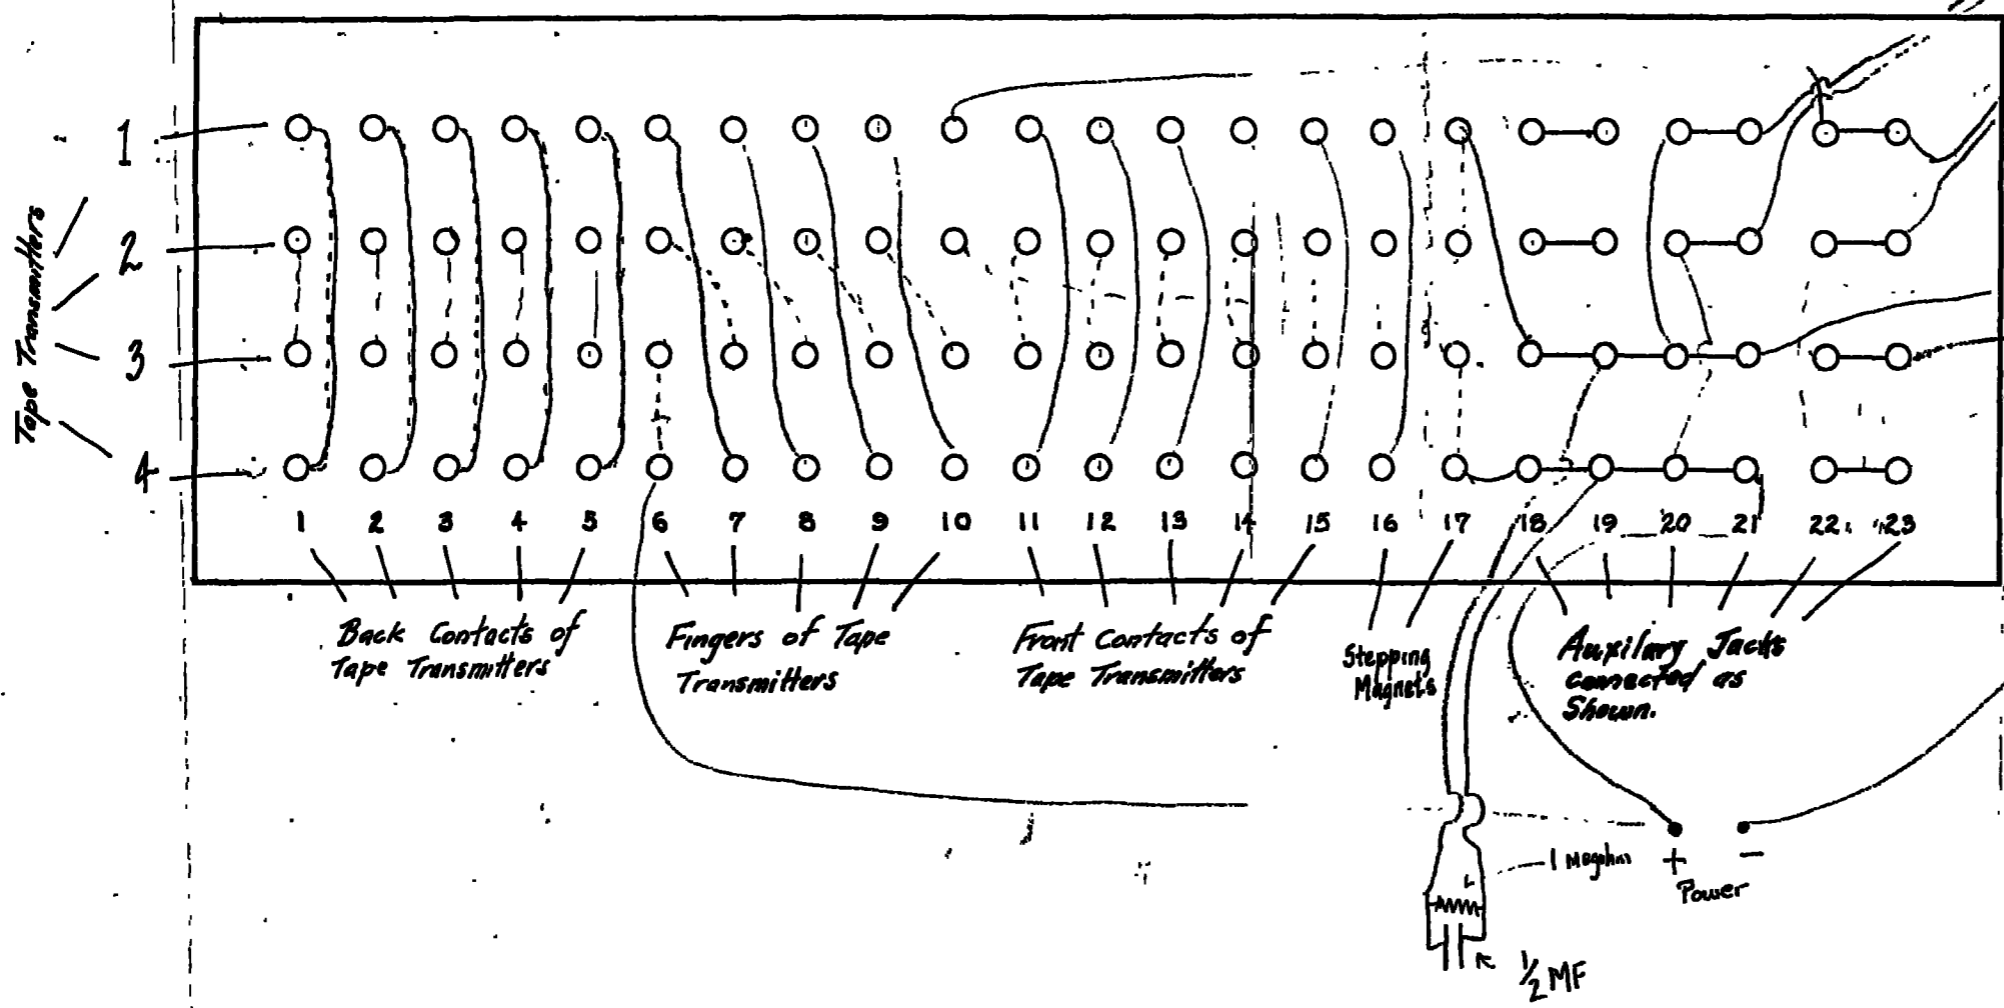 Tape Transmitters
1
2
3
4
1 2 3 4 5 6 7 8 9 10 11 12 13 14 15 16 17 18 19 20 21 22 23
Back Contacts of
Tape Transmitters
Fingers of Tape
Transmitters
Front Contacts of
Tape Transmitters
Stepping
Magnets
Auxilary Jacks
connected as
Shown.
1 Megohm
+ −
Power
½ MF